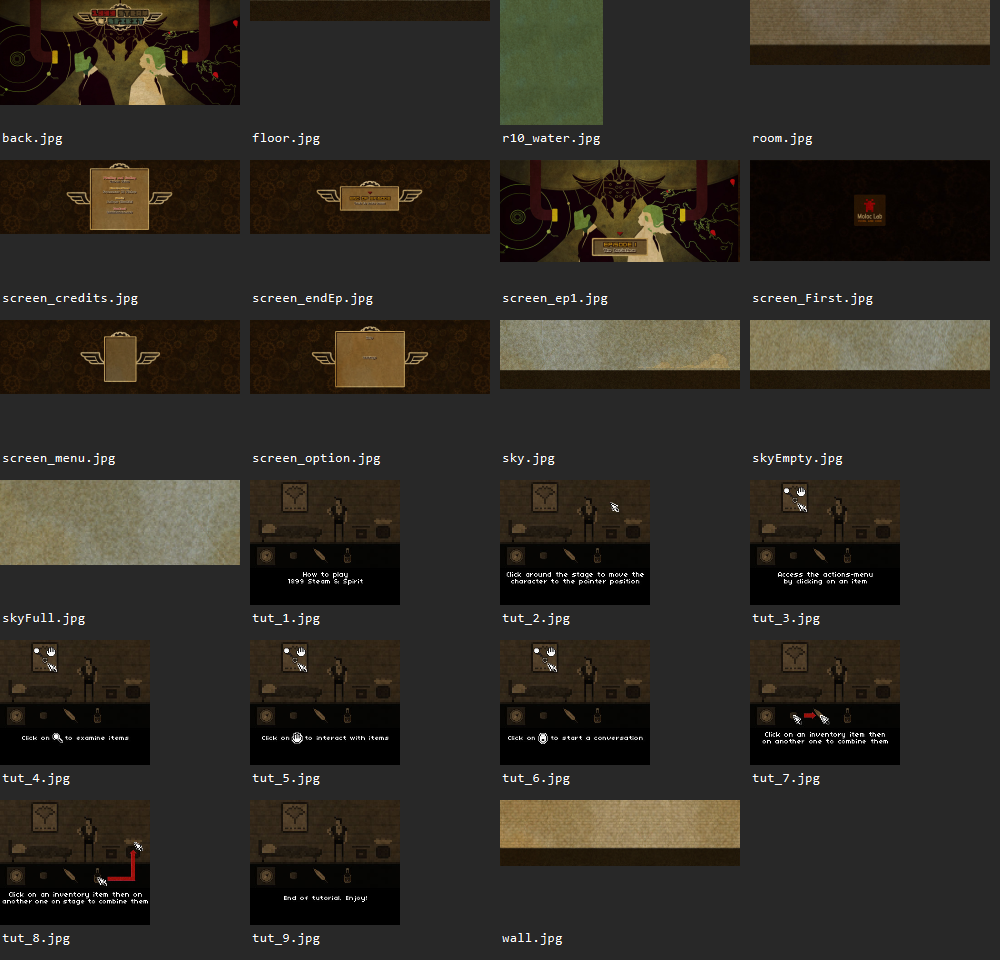 back.jpg
floor.jpg
r10_water.jpg
room.jpg
Moloc Lab
screen_credits.jpg
screen_endEp.jpg
screen_ep1.jpg
screen_First.jpg
screen_menu.jpg
screen_option.jpg
sky.jpg
skyEmpty.jpg
How to play
1899 Steam & Spirit
Click around the stage to move the
character to the pointer position
Access the actions-menu
by clicking on an item
skyFull.jpg
tut_1.jpg
tut_2.jpg
tut_3.jpg
Click on to examine items
Click on to interact with items
Click on to start a conversation
Click on an inventory item then
on another one to combine them
tut_4.jpg
tut_5.jpg
tut_6.jpg
tut_7.jpg
Click on an inventory item then on
another one on stage to combine them
End of tutorial. Enjoy!
tut_8.jpg
tut_9.jpg
wall.jpg